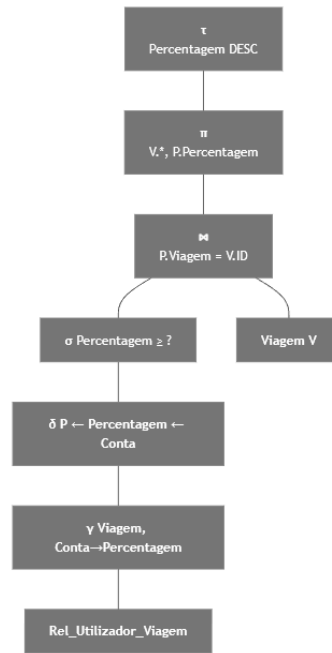 τ
Percentagem DESC
π
V.*, P.Percentagem
⋈
P.Viagem = V.ID
σ Percentagem ≥ ?
Viagem V
δ P ← Percentagem ←
Conta
γ Viagem,
Conta→Percentagem
Rel_Utilizador_Viagem